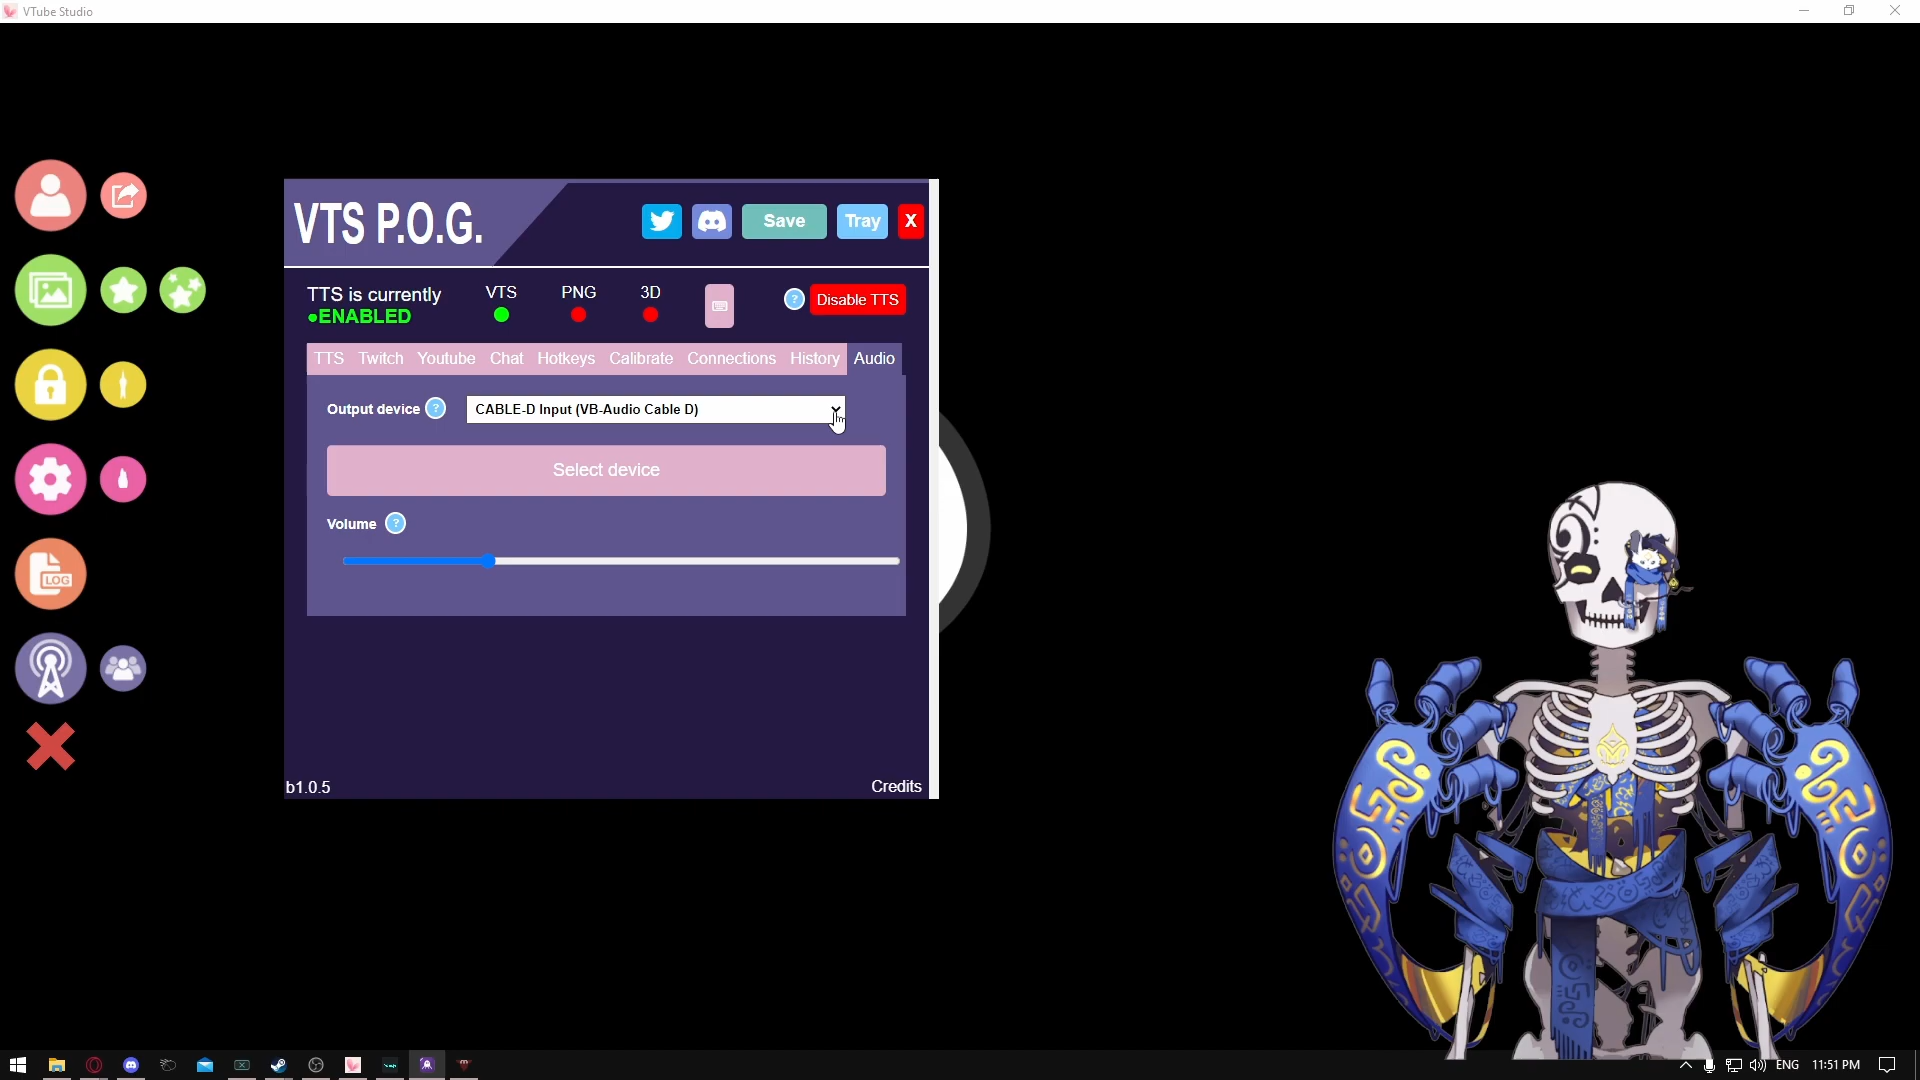 VTube Studio
VTS P.O.G.
Save
Tray
X
TTS is currently
ENABLED
VTS
PNG
3D
?
Disable TTS
TTS Twitch Youtube Chat Hotkeys Calibrate Connections History Audio
Output device ? CABLE-D Input (VB-Audio Cable D)
Select device
Volume ?
LOG
b1.0.5
Credits
ENG 11:51 PM